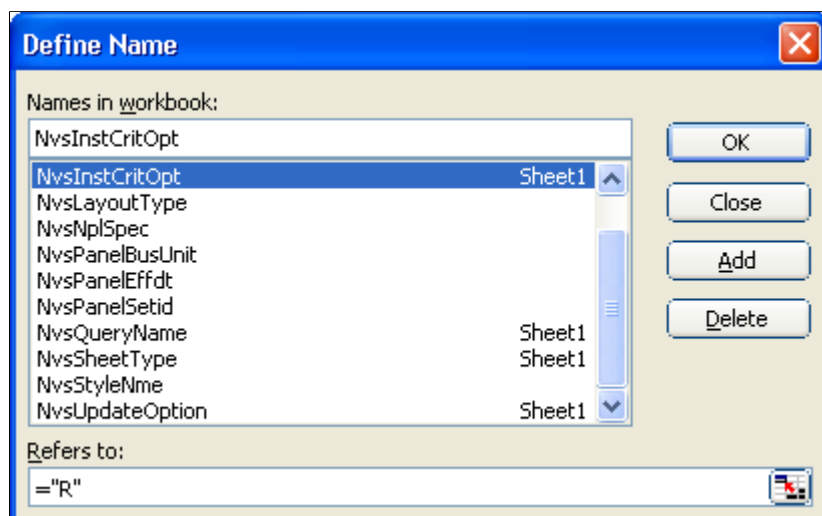 Define Name
Names in workbook:
NvsInstCritOpt
OK
NvsInstCritOpt Sheet1
NvsLayoutType
Close
NvsNplSpec
NvsPanelBusUnit
Add
NvsPanelEffdt
NvsPanelSetid
Delete
NvsQueryName Sheet1
NvsSheetType Sheet1
NvsStyleNme
NvsUpdateOption Sheet1
Refers to:
="R"